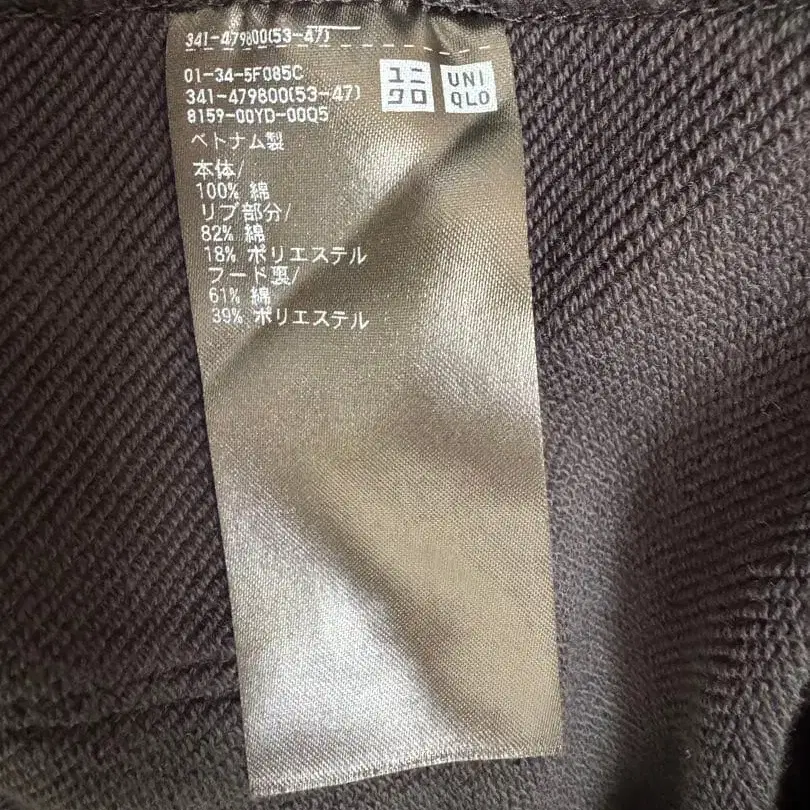 341-479800(53-47)
01-34-5F085C
341-479800(53-47)
8159-00YD-00Q5
ユニ
クロ
UNI
QLO
ベトナム製
本体/
100% 綿
リブ部分/
82% 綿
18% ポリエステル
フード裏/
61% 綿
39% ポリエステル